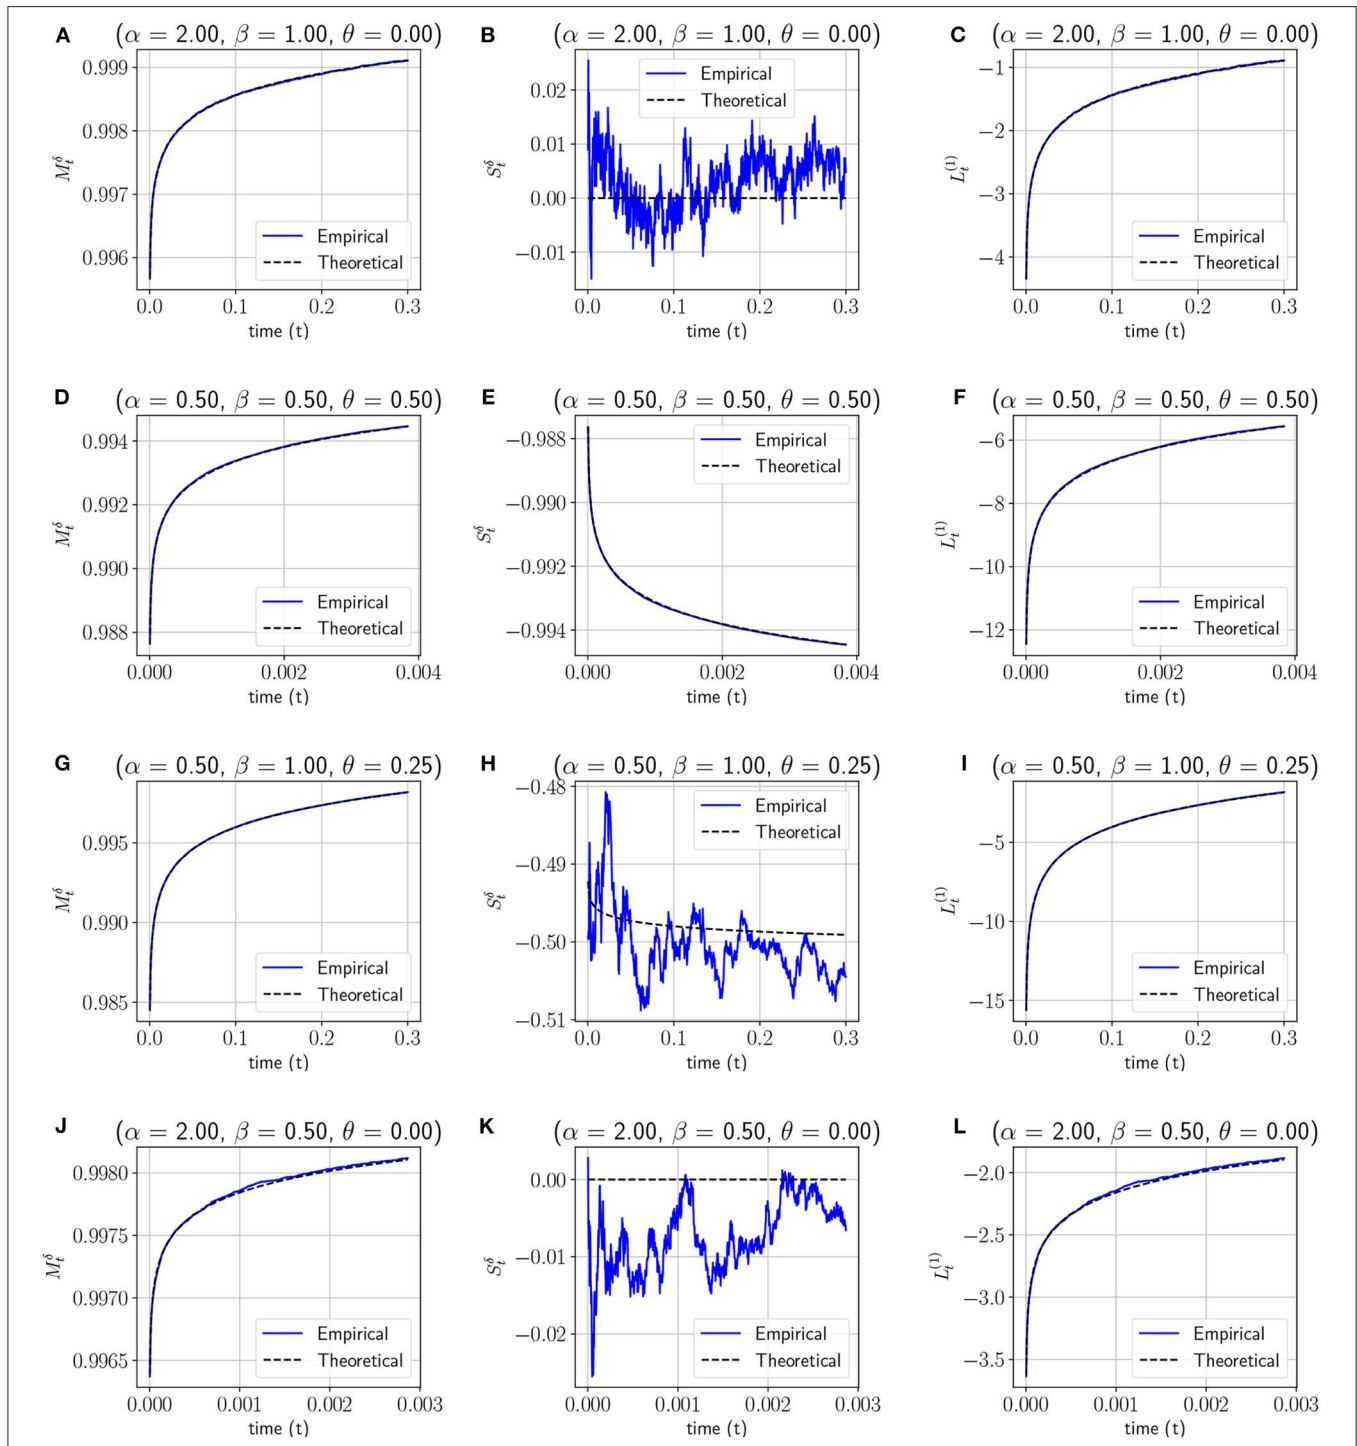 A (α = 2.00, β = 1.00, θ = 0.00)
0.999
0.998
0.997
0.996
M_t^δ
Empirical
Theoretical
0.0 0.1 0.2 0.3
time (t)
B (α = 2.00, β = 1.00, θ = 0.00)
0.02
0.01
0.00
−0.01
S_t^δ
Empirical
Theoretical
0.0 0.1 0.2 0.3
time (t)
C (α = 2.00, β = 1.00, θ = 0.00)
−1
−2
−3
−4
L_t^(1)
Empirical
Theoretical
0.0 0.1 0.2 0.3
time (t)
D (α = 0.50, β = 0.50, θ = 0.50)
0.994
0.992
0.990
0.988
M_t^δ
Empirical
Theoretical
0.000 0.002 0.004
time (t)
E (α = 0.50, β = 0.50, θ = 0.50)
−0.988
−0.990
−0.992
−0.994
S_t^δ
Empirical
Theoretical
0.000 0.002 0.004
time (t)
F (α = 0.50, β = 0.50, θ = 0.50)
−6
−8
−10
−12
L_t^(1)
Empirical
Theoretical
0.000 0.002 0.004
time (t)
G (α = 0.50, β = 1.00, θ = 0.25)
0.995
0.990
0.985
M_t^δ
Empirical
Theoretical
0.0 0.1 0.2 0.3
time (t)
H (α = 0.50, β = 1.00, θ = 0.25)
−0.48
−0.49
−0.50
−0.51
S_t^δ
Empirical
Theoretical
0.0 0.1 0.2 0.3
time (t)
I (α = 0.50, β = 1.00, θ = 0.25)
−5
−10
−15
L_t^(1)
Empirical
Theoretical
0.0 0.1 0.2 0.3
time (t)
J (α = 2.00, β = 0.50, θ = 0.00)
0.9980
0.9975
0.9970
0.9965
M_t^δ
Empirical
Theoretical
0.000 0.001 0.002 0.003
time (t)
K (α = 2.00, β = 0.50, θ = 0.00)
0.00
−0.01
−0.02
S_t^δ
Empirical
Theoretical
0.000 0.001 0.002 0.003
time (t)
L (α = 2.00, β = 0.50, θ = 0.00)
−2.0
−2.5
−3.0
−3.5
L_t^(1)
Empirical
Theoretical
0.000 0.001 0.002 0.003
time (t)